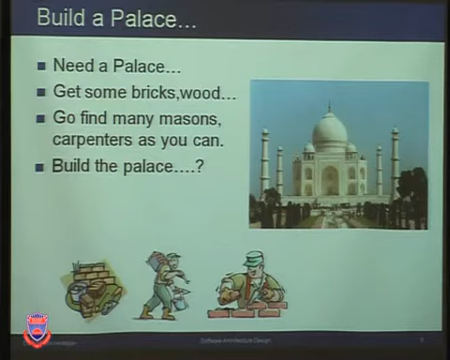 Build a Palace...
Need a Palace...
Get some bricks,wood...
Go find many masons,
carpenters as you can.
Build the palace....?
Software Architecture Design